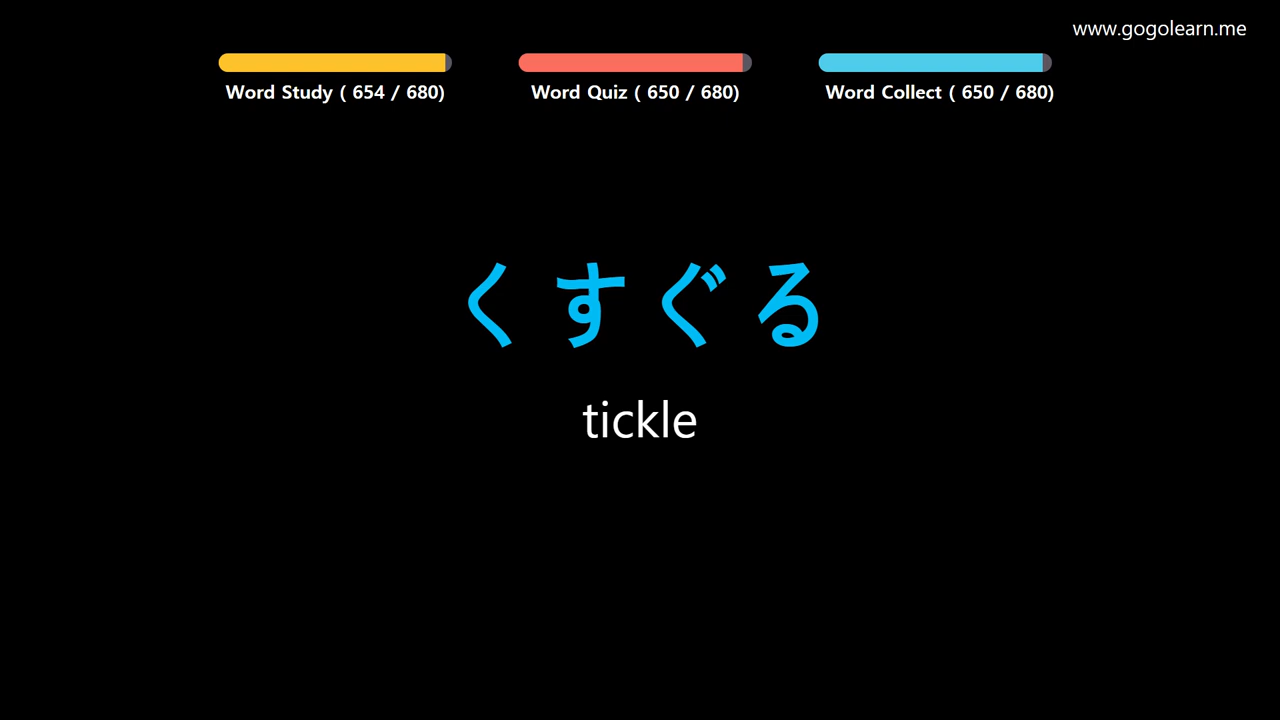 www.gogolearn.me
Word Study ( 654 / 680)
Word Quiz ( 650 / 680)
Word Collect ( 650 / 680)
くすぐる
tickle